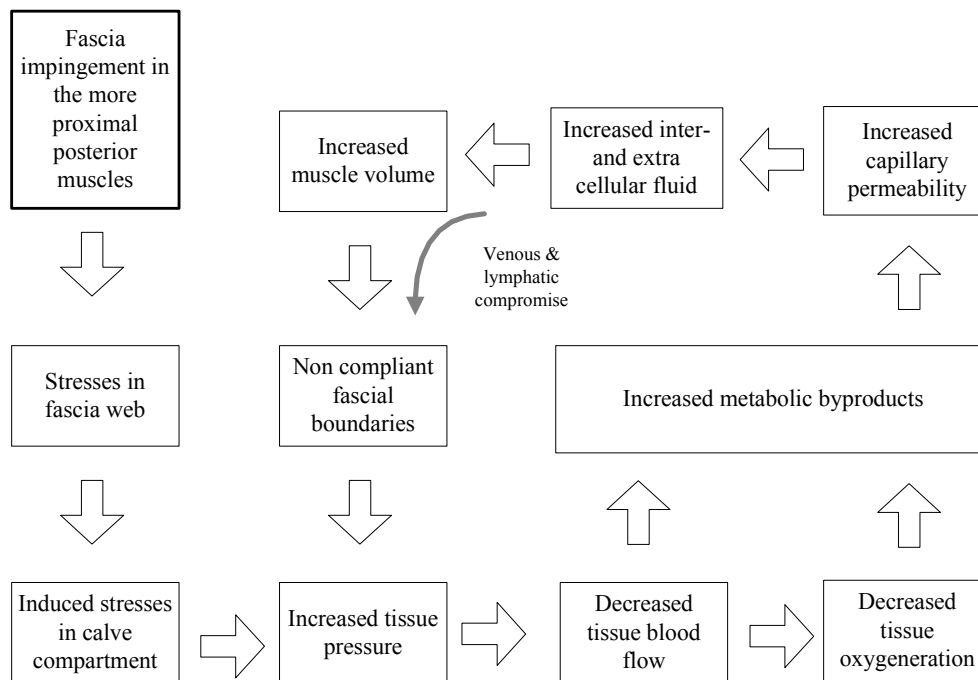 Fascia
impingement in
the more
proximal
posterior
muscles
Increased
muscle volume
Increased inter-
and extra
cellular fluid
Increased
capillary
permeability
Venous &
lymphatic
compromise
Stresses in
fascia web
Non compliant
fascial
boundaries
Increased metabolic byproducts
Induced stresses
in calve
compartment
Increased tissue
pressure
Decreased
tissue blood
flow
Decreased
tissue
oxygeneration